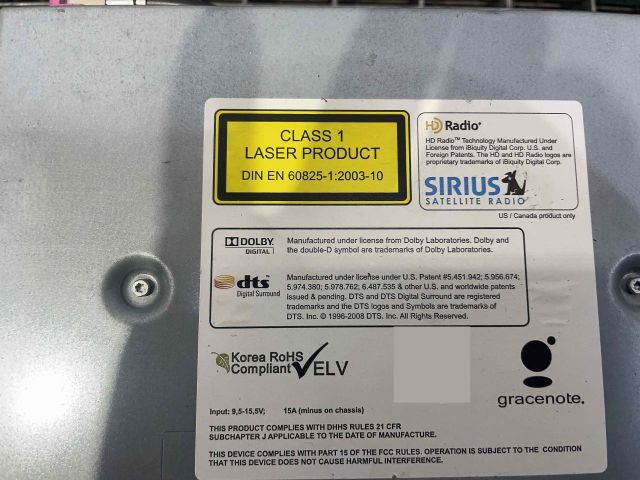 CLASS 1
LASER PRODUCT
DIN EN 60825-1:2003-10
HD Radio
HD Radio™ Technology Manufactured Under
License from iBiquity Digital Corp. U.S. and
Foreign Patents. The HD and HD Radio logos are
proprietary trademarks of iBiquity Digital Corp.
SIRIUS
SATELLITE RADIO
US / Canada product only
DOLBY
DIGITAL
Manufactured under license from Dolby Laboratories. Dolby and
the double-D symbol are trademarks of Dolby Laboratories.
dts
Digital Surround
Manufactured under license under U.S. Patent #5.451.942; 5.956.674;
5.974.380; 5.978.762; 6.487.535 & other U.S. and worldwide patents
issued & pending. DTS and DTS Digital Surround are registered
trademarks and the DTS logos and Symbols are trademarks of
DTS. Inc. © 1996-2008 DTS. Inc. All Rights Reserved.
Korea RoHS
Compliant
ELV
gracenote.
Input: 9,5-15,5V; 15A (minus on chassis)
THIS PRODUCT COMPLIES WITH DHHS RULES 21 CFR
SUBCHAPTER J APPLICABLE TO THE DATE OF MANUFACTURE.
THIS DEVICE COMPLIES WITH PART 15 OF THE FCC RULES. OPERATION IS SUBJECT TO THE CONDITION
THAT THIS DEVICE DOES NOT CAUSE HARMFUL INTERFERENCE.